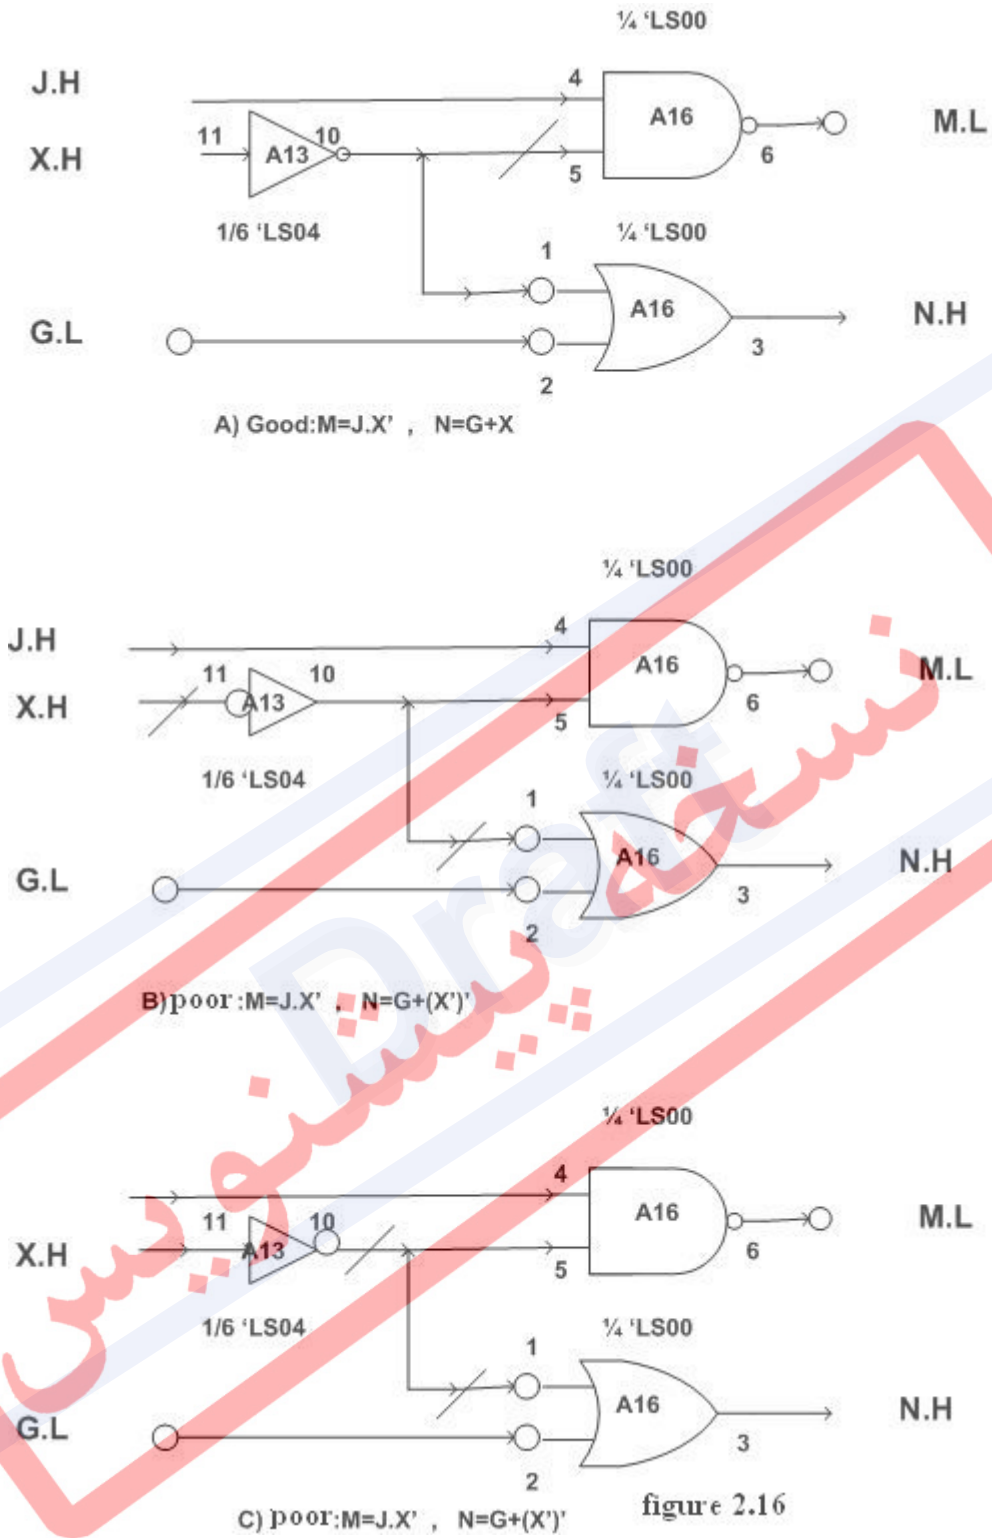 ¼ ‘LS00
J.H
4
A16
M.L
11
10
X.H
A13
6
5
1/6 ‘LS04
¼ ‘LS00
1
A16
N.H
G.L
3
2
A) Good:M=J.X’ , N=G+X
¼ ‘LS00
J.H
4
A16
M.L
11
10
X.H
A13
6
5
1/6 ‘LS04
¼ ‘LS00
1
A16
N.H
G.L
3
2
B)poor:M=J.X’ , N=G+(X’)’
¼ ‘LS00
4
A16
M.L
11
10
X.H
A13
6
5
1/6 ‘LS04
¼ ‘LS00
1
A16
N.H
G.L
3
2
C) poor:M=J.X’ , N=G+(X’)’
figure 2.16
Draft
نسخه پیشنویس